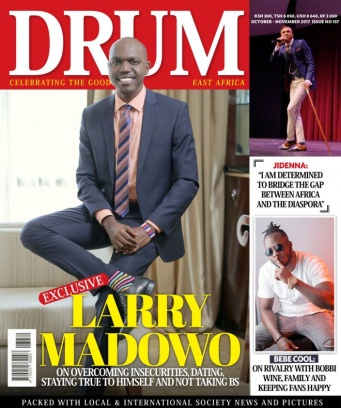 DRUM
CELEBRATING THE GOOD
EAST AFRICA
KSH 300, TSH 6 050, USH 8 640, RF 2 030
OCTOBER - NOVEMBER 2017 ISSUE NO 157
JIDENNA:
"I AM DETERMINED
TO BRIDGE THE GAP
BETWEEN AFRICA
AND THE DIASPORA"
EXCLUSIVE
LARRY
MADOWO
ON OVERCOMING INSECURITIES, DATING,
STAYING TRUE TO HIMSELF AND NOT TAKING BS
BEBE COOL:
ON RIVALRY WITH BOBBI
WINE, FAMILY AND
KEEPING FANS HAPPY
PACKED WITH LOCAL & INTERNATIONAL SOCIETY NEWS AND PICTURES